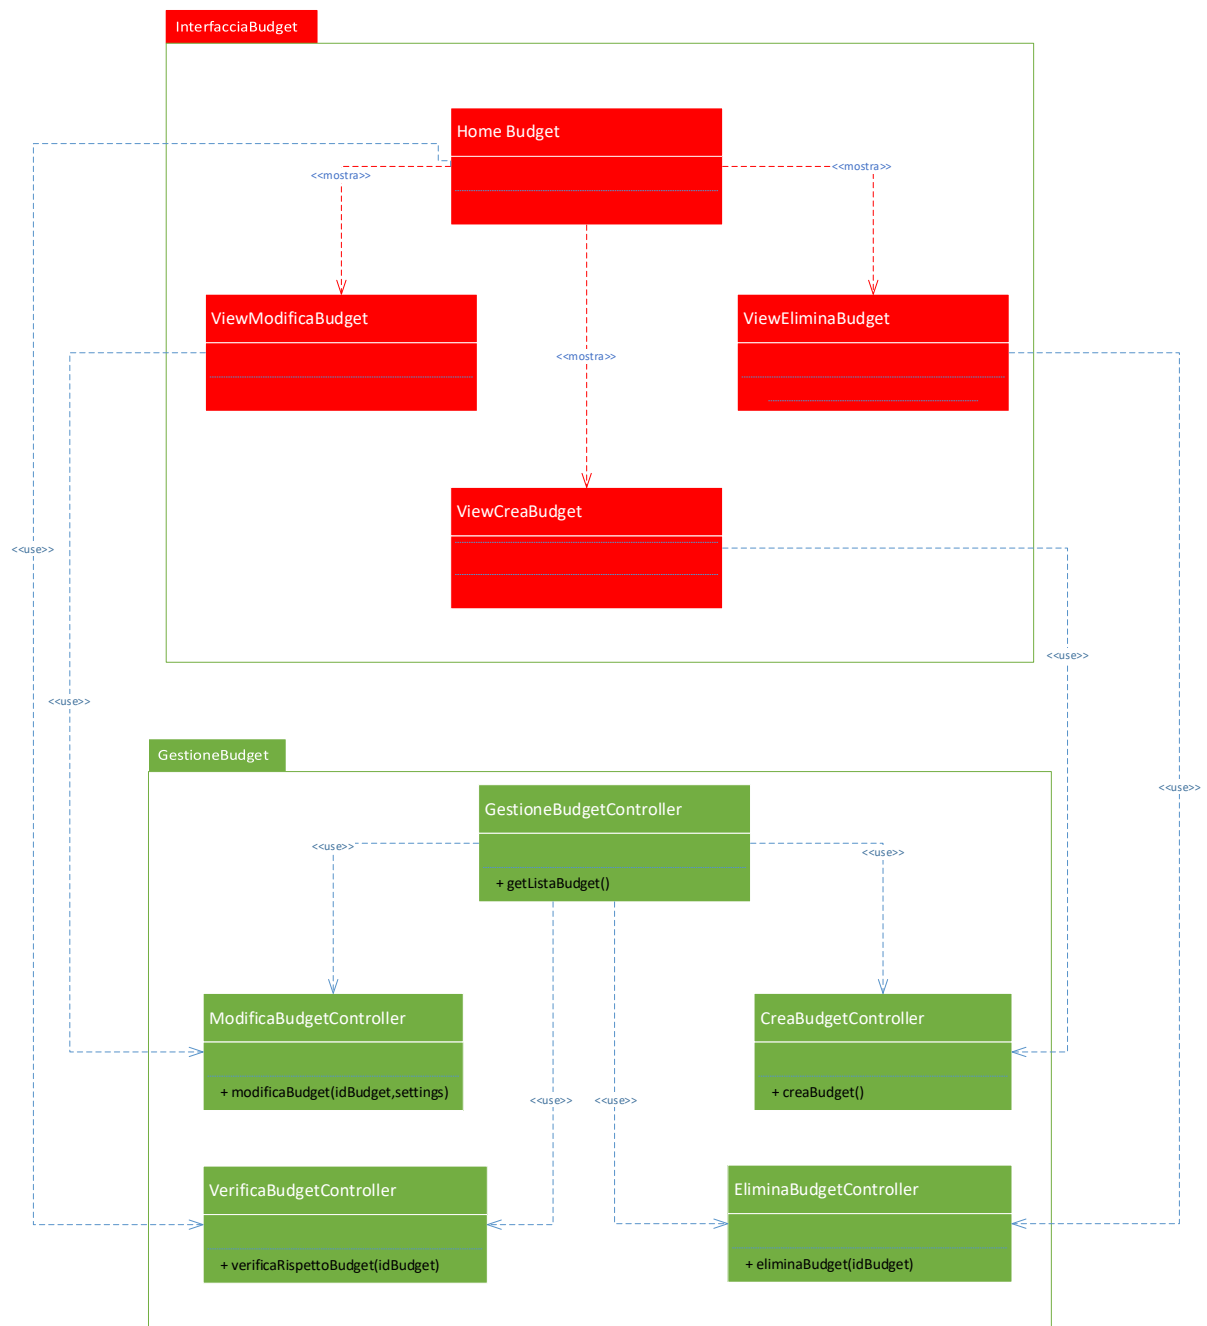 InterfacciaBudget
Home Budget
<<mostra>>
<<mostra>>
ViewModificaBudget
ViewEliminaBudget
<<mostra>>
ViewCreaBudget
<<use>>
<<use>>
<<use>>
GestioneBudget
<<use>>
GestioneBudgetController
+ getListaBudget()
<<use>>
<<use>>
ModificaBudgetController
+ modificaBudget(idBudget,settings)
CreaBudgetController
+ creaBudget()
<<use>>
<<use>>
VerificaBudgetController
+ verificaRispettoBudget(idBudget)
EliminaBudgetController
+ eliminaBudget(idBudget)